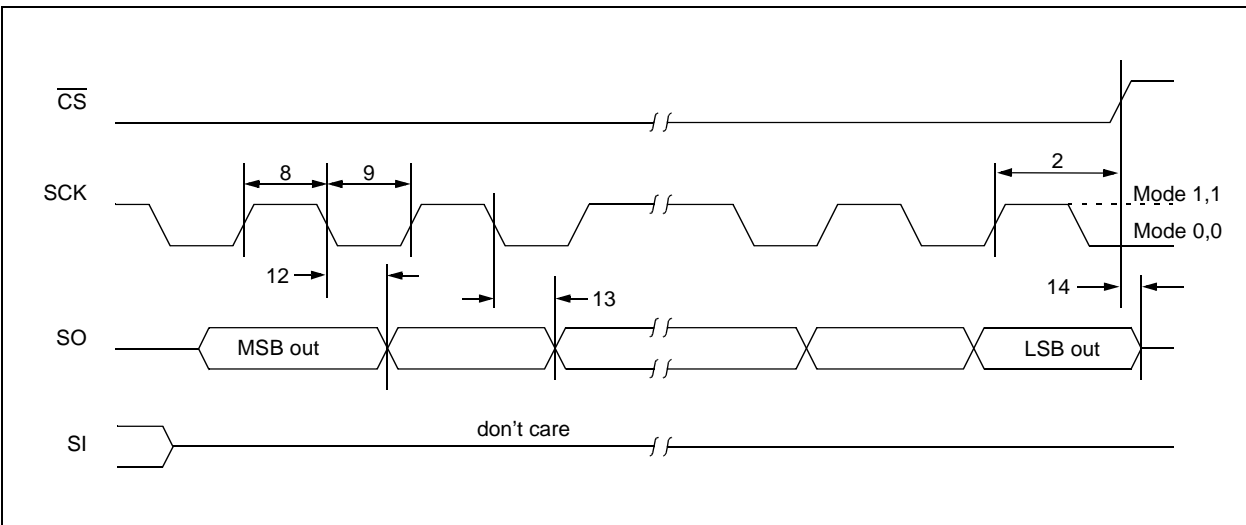 CS
2
8
9
SCK
Mode 1,1
Mode 0,0
12
14
13
SO
MSB out
LSB out
don't care
SI